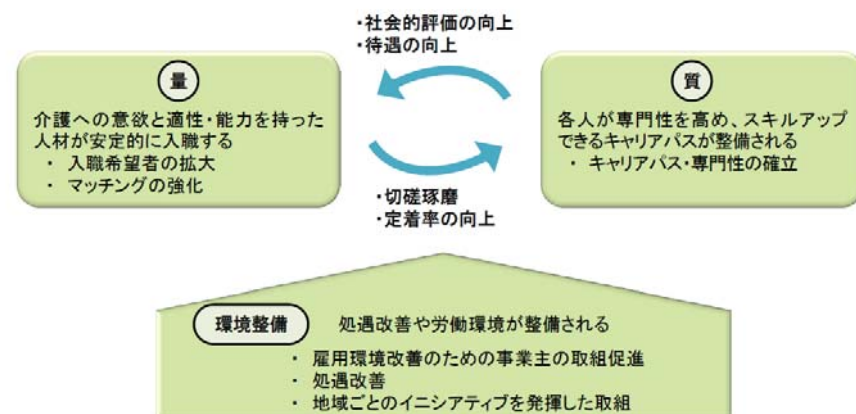 ・社会的評価の向上
・待遇の向上
量
介護への意欲と適性・能力を持った
人材が安定的に入職する
・ 入職希望者の拡大
・ マッチングの強化
質
各人が専門性を高め、スキルアップ
できるキャリアパスが整備される
・ キャリアパス・専門性の確立
・切磋琢磨
・定着率の向上
環境整備
処遇改善や労働環境が整備される
・ 雇用環境改善のための事業主の取組促進
・ 処遇改善
・ 地域ごとのイニシアティブを発揮した取組